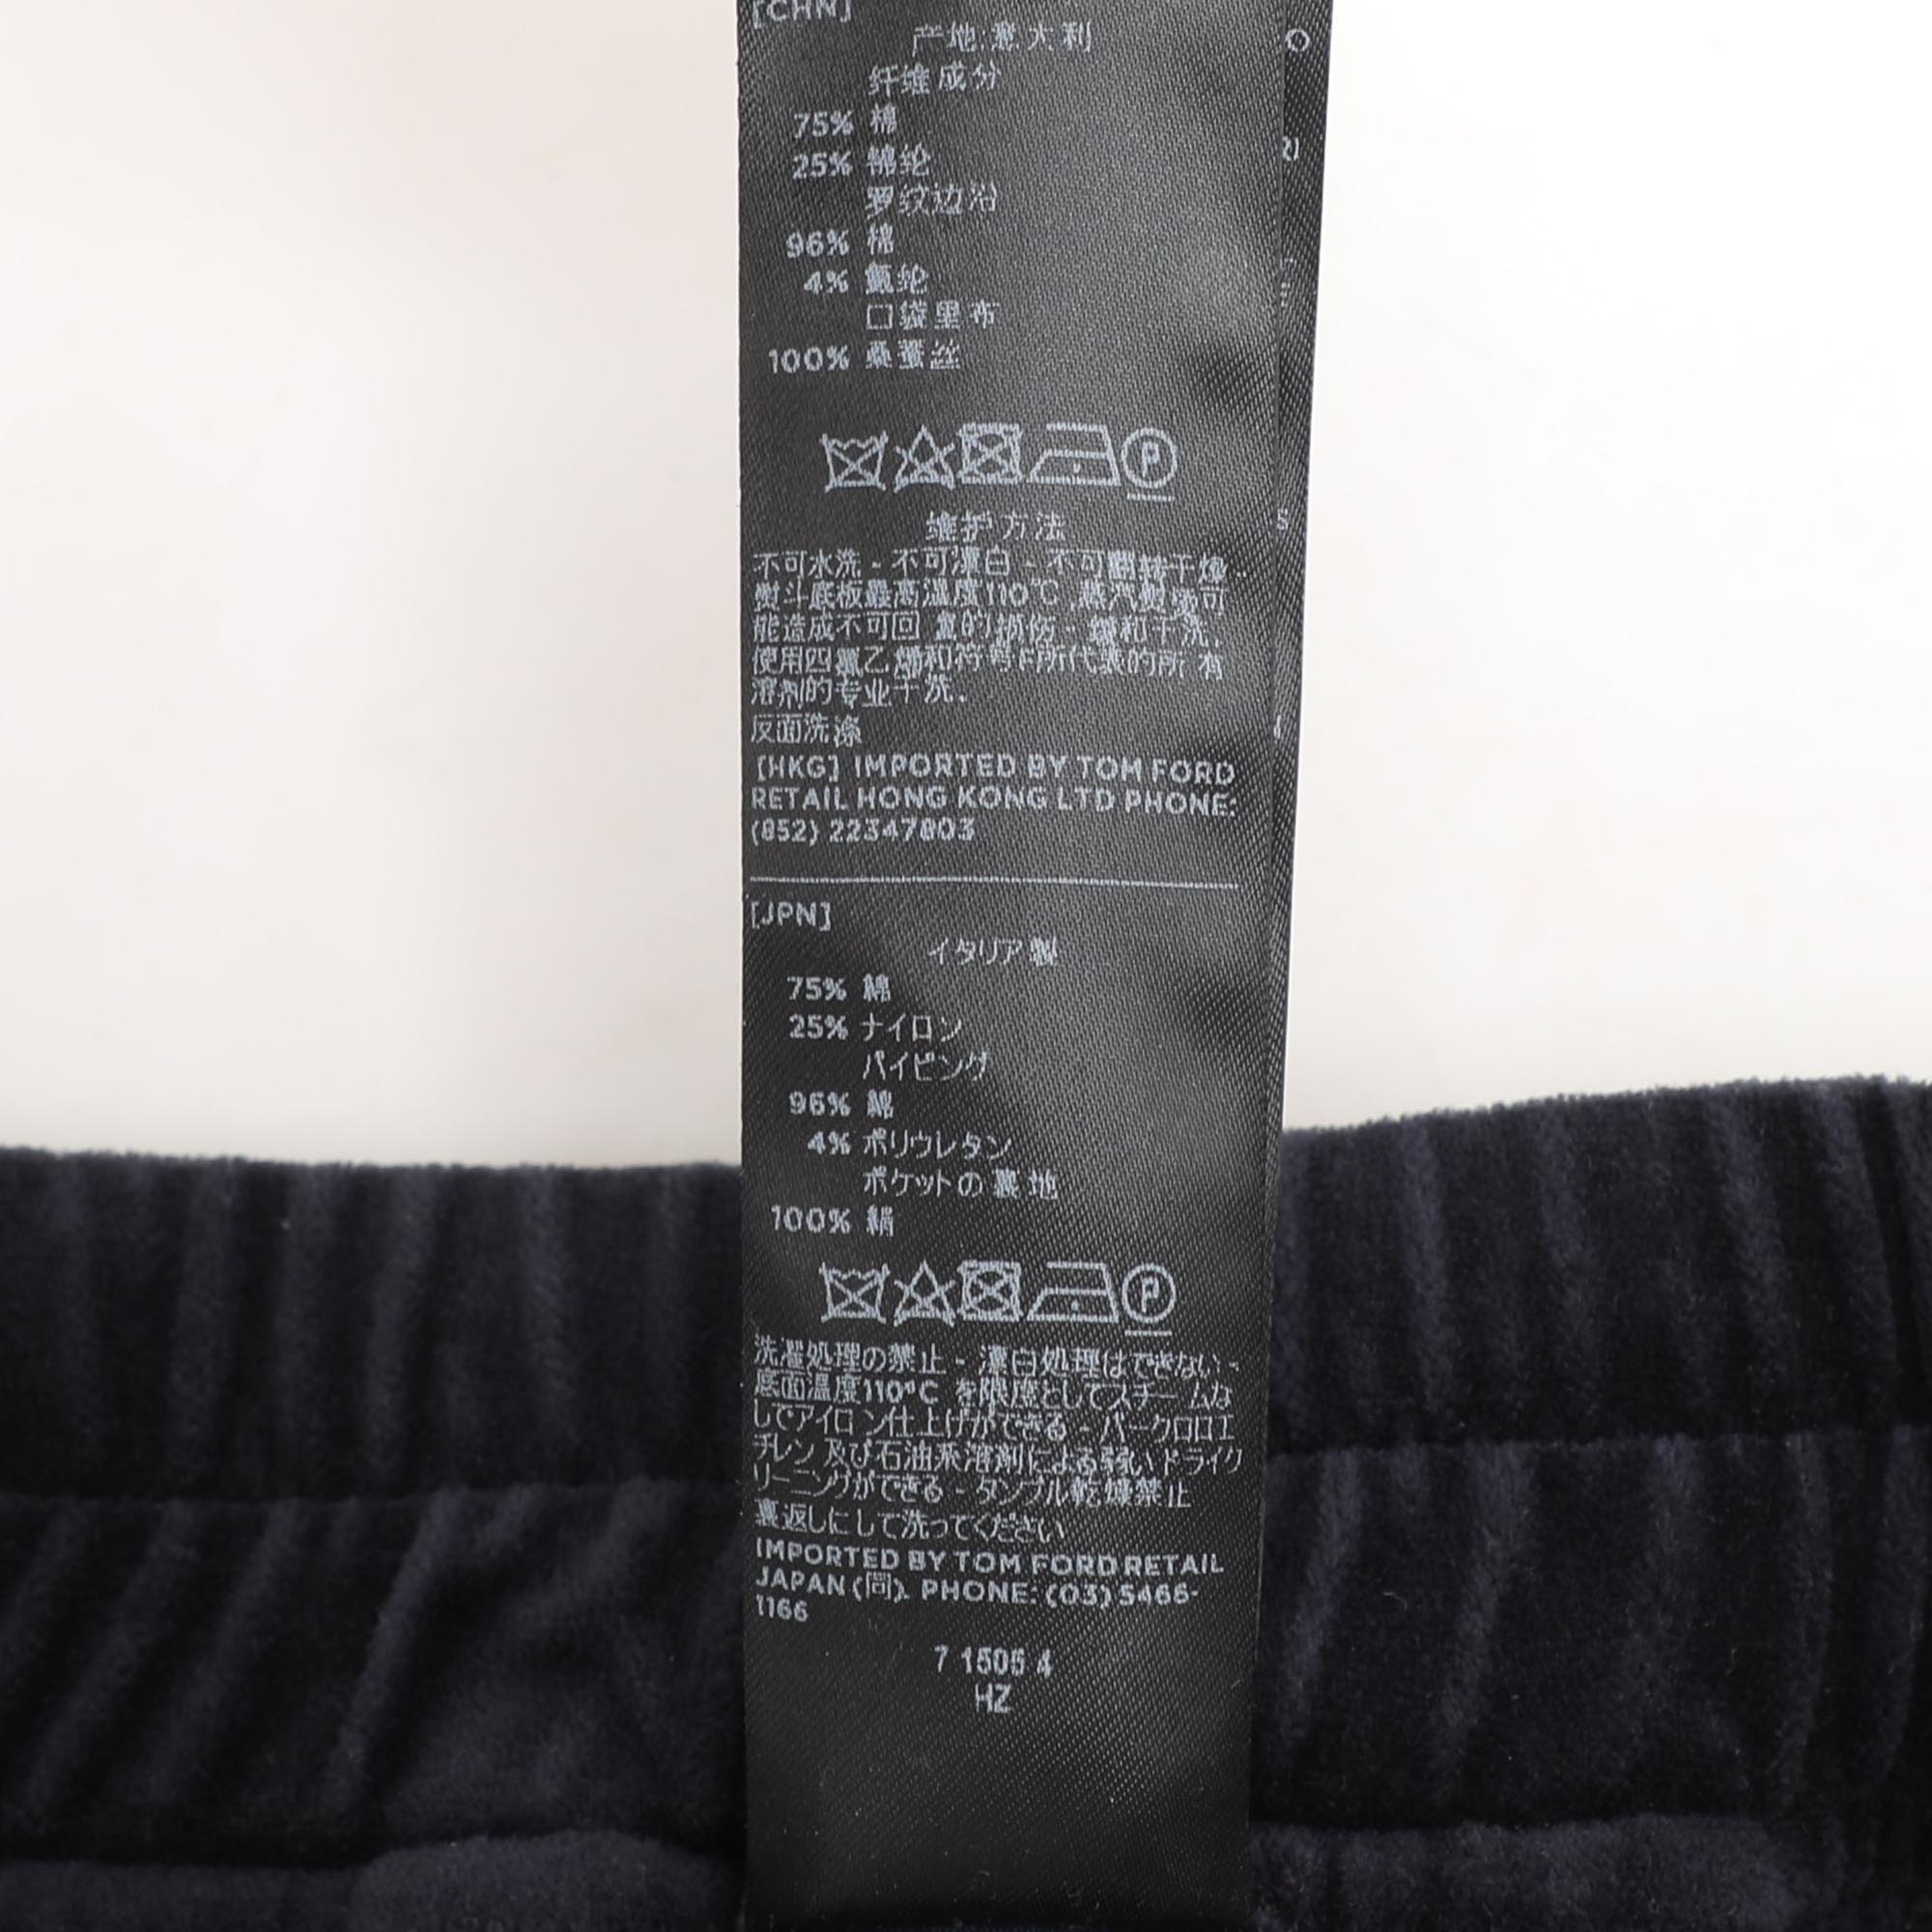 [CHN]
产地:意大利
纤维成分
75% 棉
25% 锦纶
罗纹边沿
96% 棉
4% 氨纶
口袋里布
100% 桑蚕丝
P
维护方法
不可水洗 - 不可漂白 - 不可翻转干燥 -
熨斗底板最高温度110°C 蒸汽熨烫可
能造成不可回 的损伤 - 缓和干洗,
使用四氯乙烯和符号F所代表的所 有
溶剂的专业干洗.
反面洗涤
[HKG] IMPORTED BY TOM FORD
RETAIL HONG KONG LTD PHONE:
(852) 22347803
[JPN]
イタリア製
75% 綿
25% ナイロン
パイピング
96% 綿
4% ポリウレタン
ポケットの裏地
100% 絹
P
洗濯処理の禁止 - 漂白処理はできない -
底面温度110°C を限度としてスチームな
しでアイロン仕上げができる - パークロロエ
チレン及び石油系溶剤による弱いドライク
リーニングができる - タンブル乾燥禁止
裏返しにして洗ってください
IMPORTED BY TOM FORD RETAIL
JAPAN (同). PHONE: (03) 5466-
1166
7 1506 4
HZ